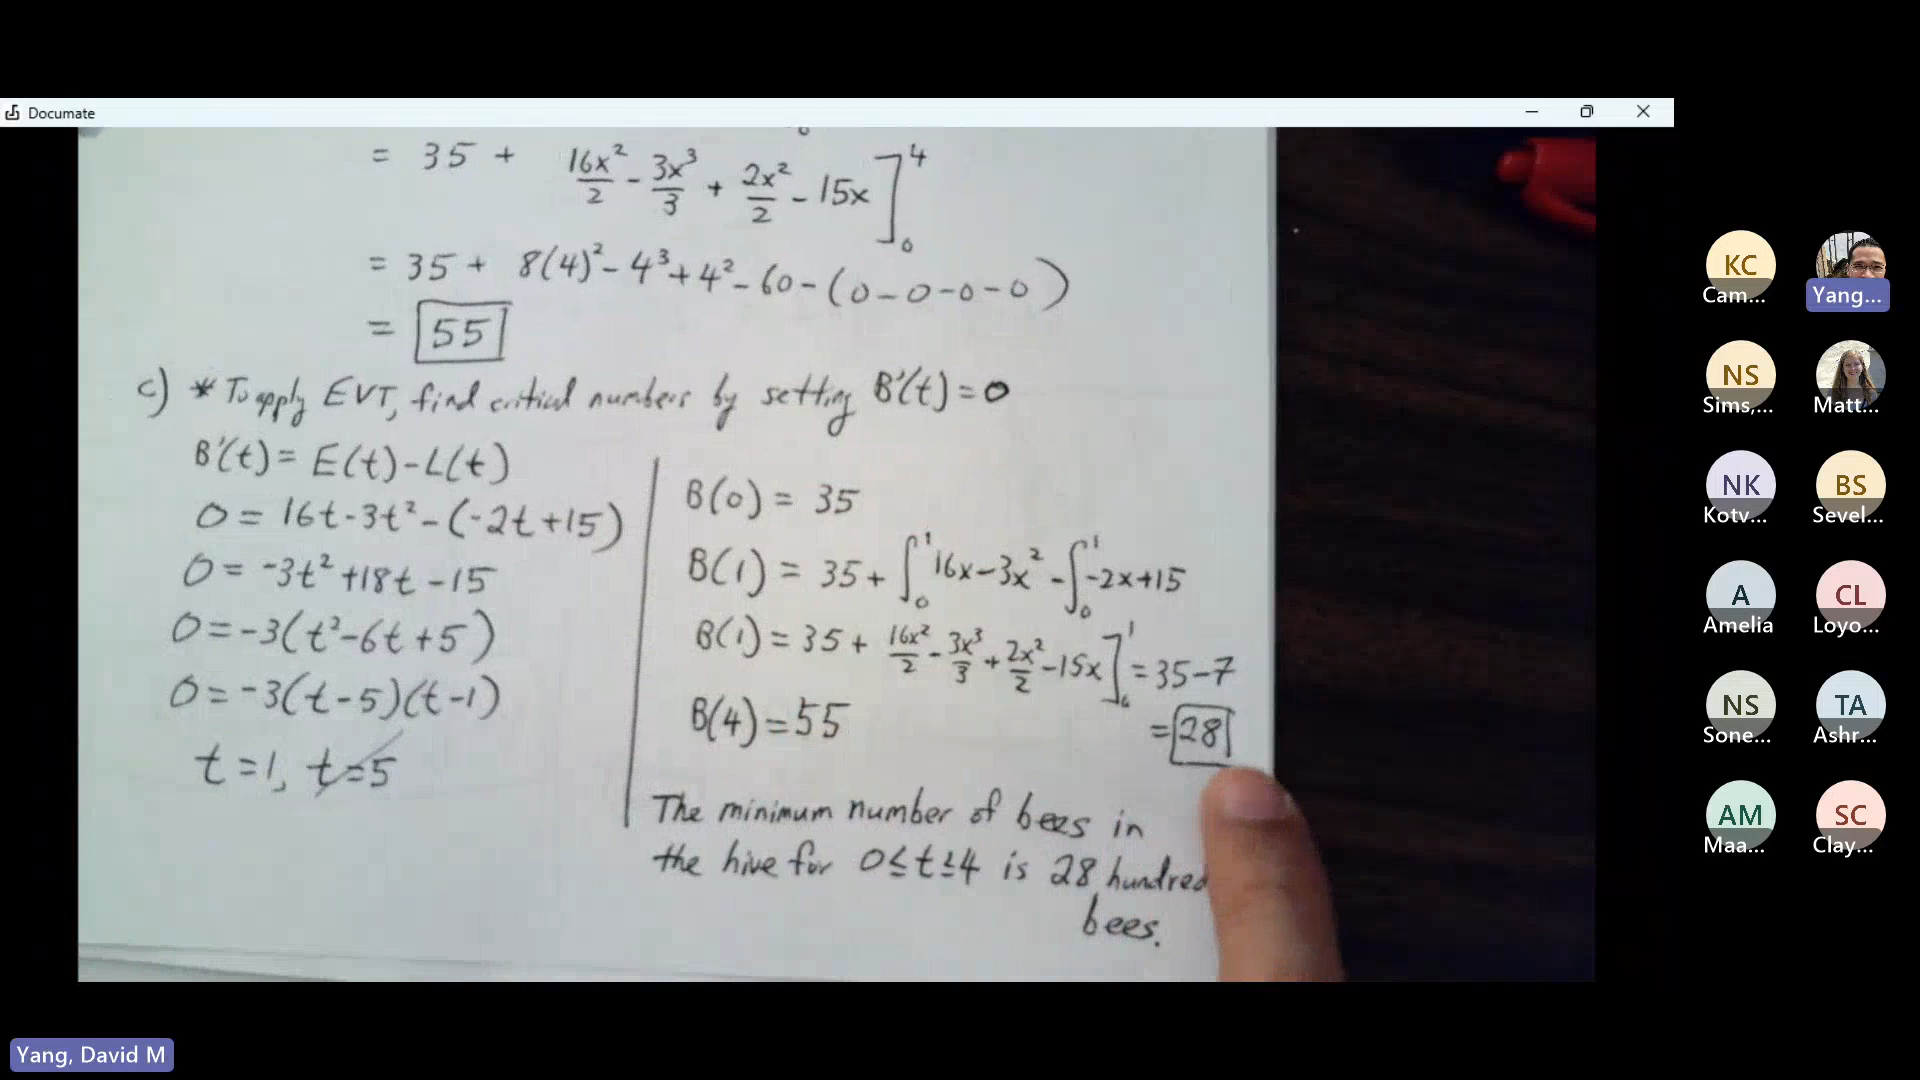 Documate
= 35 + 16x²/2 - 3x³/3 + 2x²/2 - 15x ]₀⁴
= 35 + 8(4)² - 4³ + 4² - 60 - (0-0-0-0)
= 55
c) * To apply EVT, find critical numbers by setting B'(t) = 0
B'(t) = E(t) - L(t)
0 = 16t - 3t² - (-2t + 15)
0 = -3t² + 18t - 15
0 = -3(t² - 6t + 5)
0 = -3(t - 5)(t - 1)
t = 1, t = 5
B(0) = 35
B(1) = 35 + ∫₀¹ 16x - 3x² - ∫₀¹ -2x + 15
B(1) = 35 + 16x²/2 - 3x³/3 + 2x²/2 - 15x ]₀¹ = 35 - 7
= 28
B(4) = 55
The minimum number of bees in
the hive for 0 ≤ t ≤ 4 is 28 hundred
bees.
KC
Cam...
Yang...
NS
Sims,...
Matt...
NK
Kotv...
BS
Sevel...
A
Amelia
CL
Loyo...
NS
Sone...
TA
Ashr...
AM
Maa...
SC
Clay...
Yang, David M